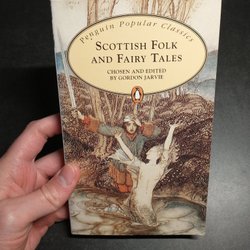 Penguin Popular Classics
SCOTTISH FOLK
AND FAIRY TALES
CHOSEN AND EDITED
BY GORDON JARVIE